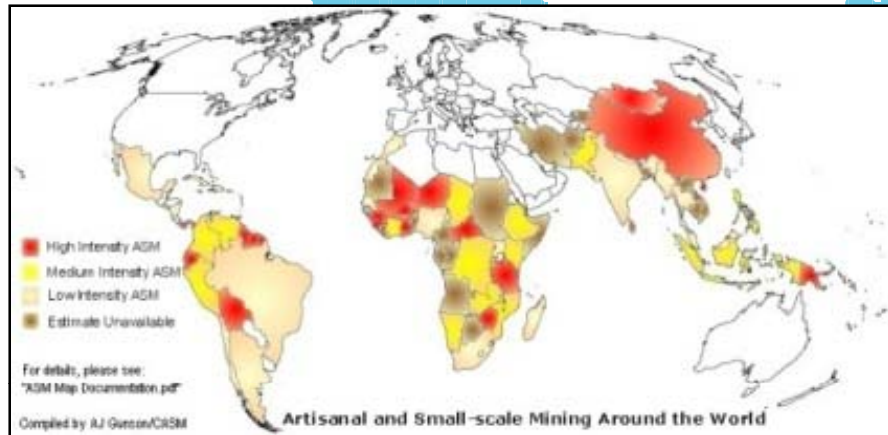 High Intensity ASM
Medium Intensity ASM
Low Intensity ASM
Estimate Unavailable
For details, please see:
"ASM Map Documentation.pdf"
Compiled by AJ Gunson/CASM
Artisanal and Small-scale Mining Around the World